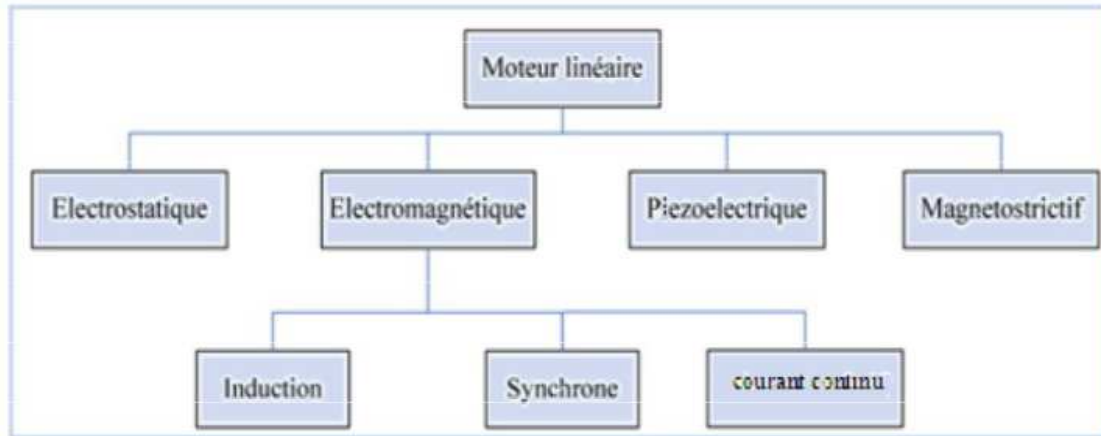 Moteur linéaire
Electrostatique
Electromagnétique
Piezoelectrique
Magnetostrictif
Induction
Synchrone
courant continu